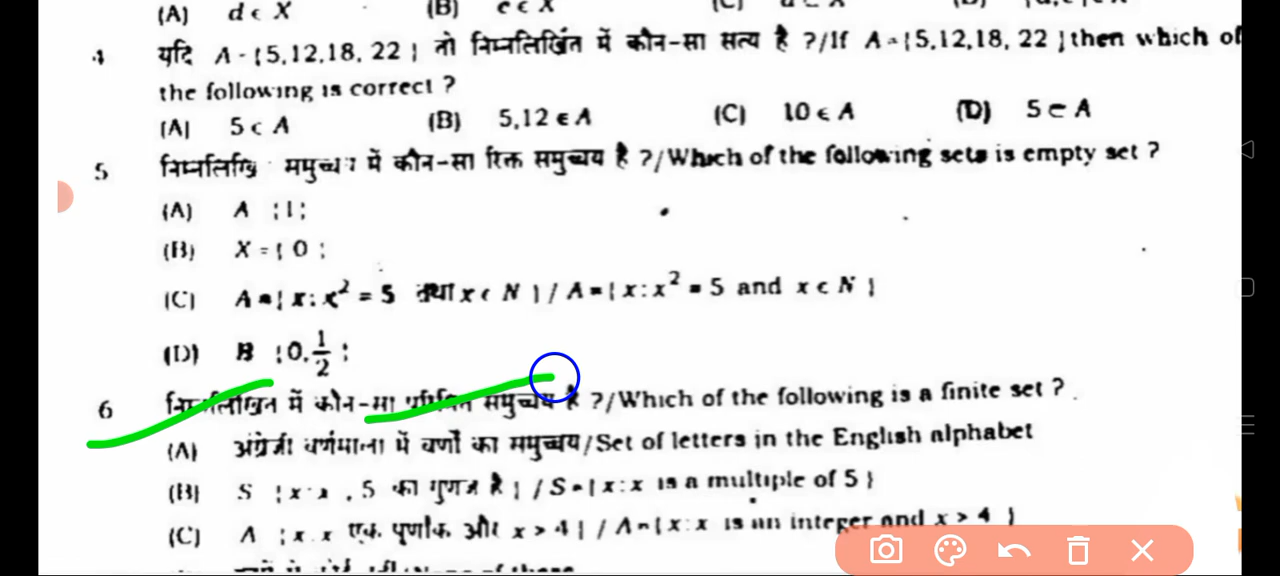 (A) d ϵ X (B) e ϵ X
4 यदि A - {5,12,18, 22 } तो निम्नलिखित में कौन-सा सत्य है ?/If A = {5,12,18, 22 } then which of
the following is correct ?
(A) 5 ⊂ A (B) 5,12 ϵ A (C) 10 ϵ A (D) 5 ⊂ A
5 में कौन-सा रिक्त समुच्चय है ?/Which of the following sets is empty set ?
(A) A {1}
(B) X = { 0 }
(C) A = { x : x² = 5 तथा x ϵ N } / A = { x : x² = 5 and x ϵ N }
(D) B {0, 1/2}
6 निम्नलिखित में कौन-सा परिमित समुच्चय है ?/Which of the following is a finite set ?
(A) अंग्रेजी वर्णमाला में वर्णों का समुच्चय/Set of letters in the English alphabet
(B) S {x : x , 5 का गुणज है } / S = { x : x is a multiple of 5 }
(C) A {x : x एक पूर्णांक और x > 4 } / A = { x : x is an integer and x > 4 }